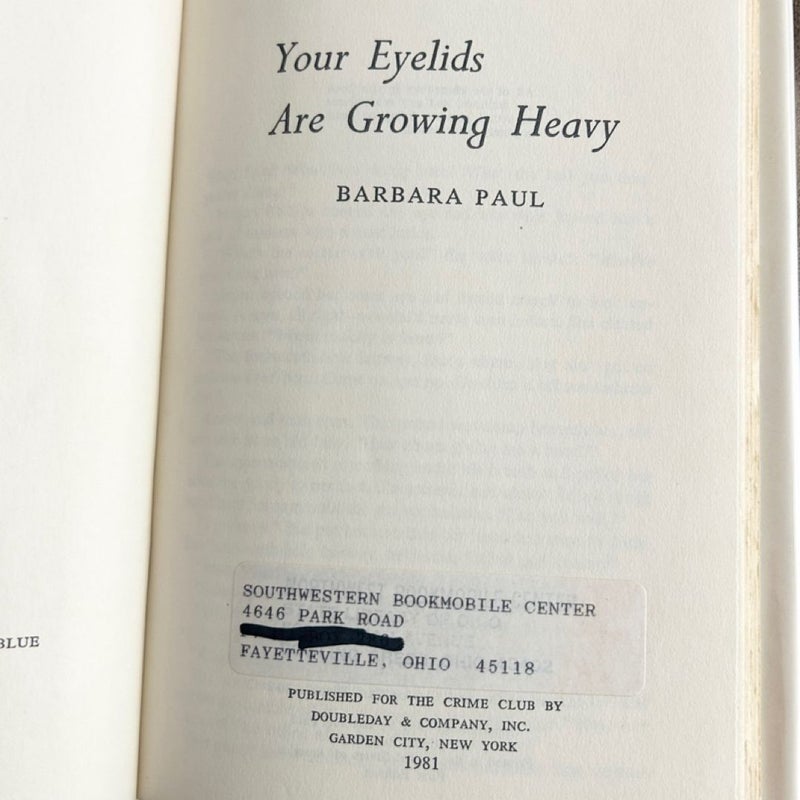 Your Eyelids
Are Growing Heavy
BARBARA PAUL
SOUTHWESTERN BOOKMOBILE CENTER
4646 PARK ROAD
FAYETTEVILLE, OHIO 45118
BLUE
PUBLISHED FOR THE CRIME CLUB BY
DOUBLEDAY & COMPANY, INC.
GARDEN CITY, NEW YORK
1981